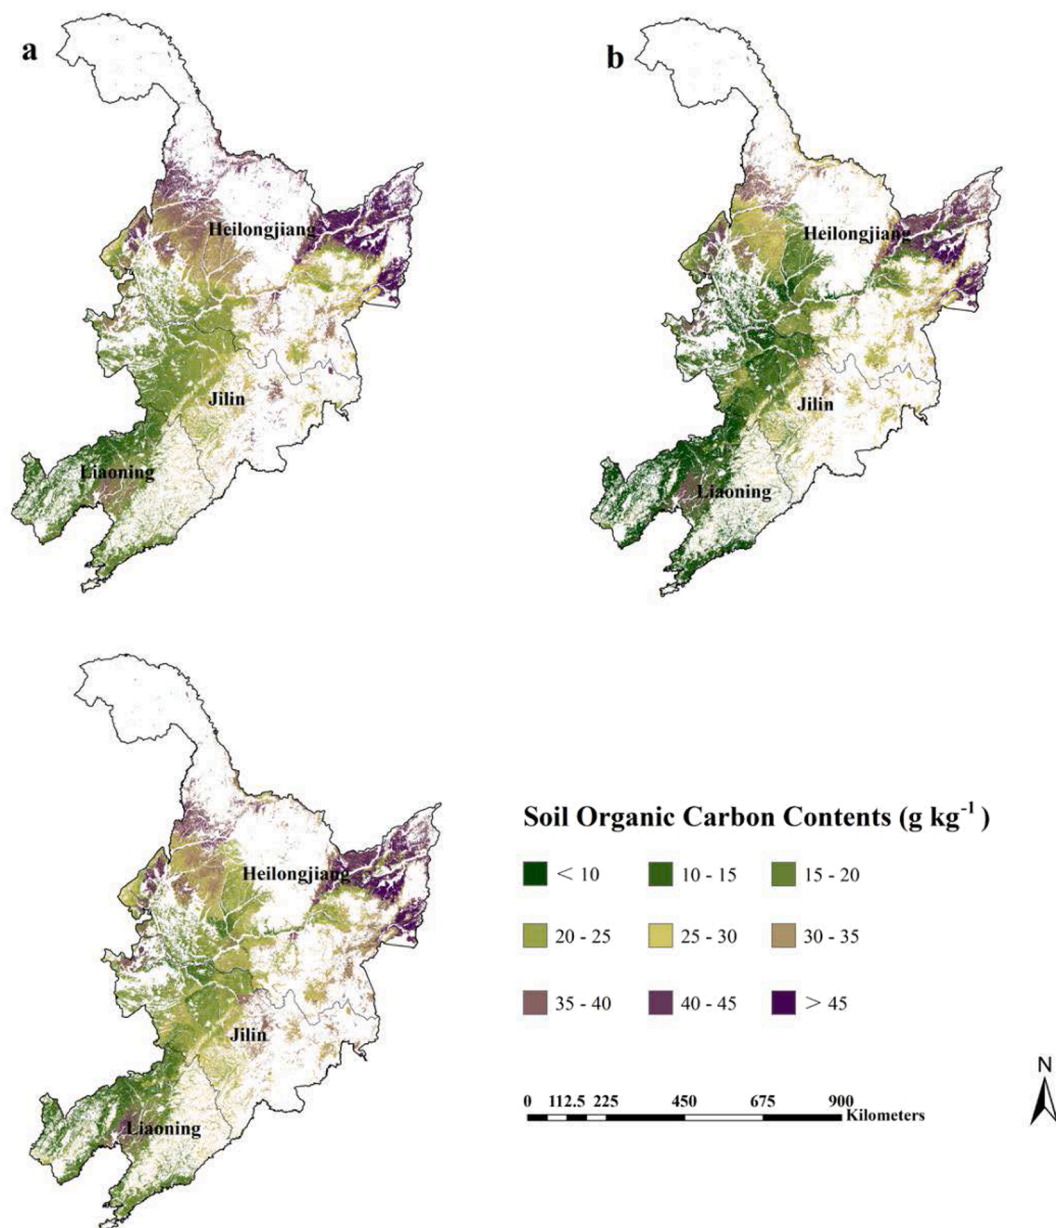 a
b
Heilongjiang
Heilongjiang
Jilin
Jilin
Liaoning
Liaoning
Heilongjiang
Jilin
Liaoning
Soil Organic Carbon Contents (g kg⁻¹ )
< 10
10 - 15
15 - 20
20 - 25
25 - 30
30 - 35
35 - 40
40 - 45
> 45
0 112.5 225 450 675 900
Kilometers
N